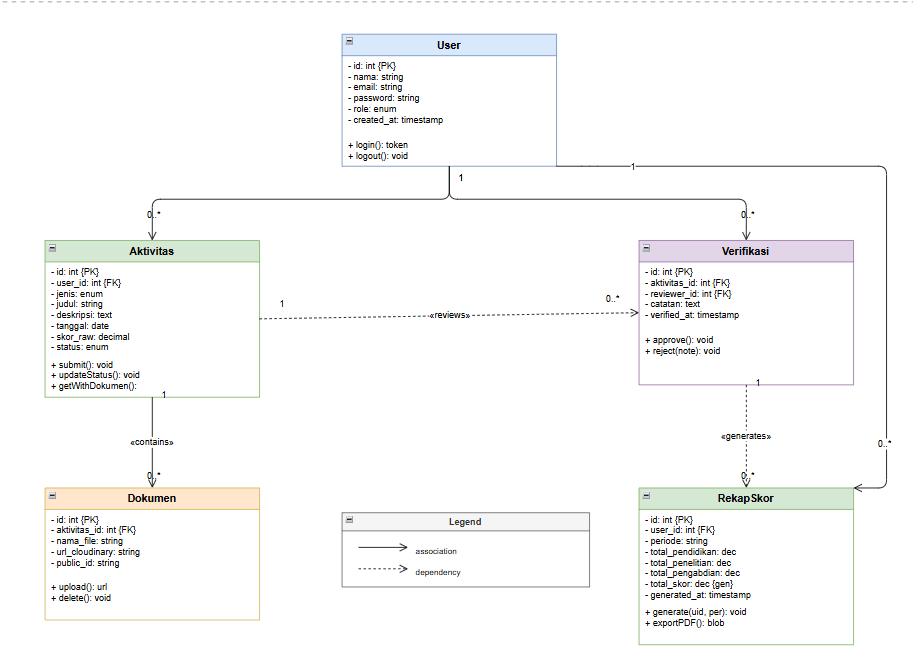 User
- id: int {PK}
- nama: string
- email: string
- password: string
- role: enum
- created_at: timestamp
+ login(): token
+ logout(): void
1
1
0..*
0..*
Aktivitas
- id: int {PK}
- user_id: int {FK}
- jenis: enum
- judul: string
- deskripsi: text
- tanggal: date
- skor_raw: decimal
- status: enum
+ submit(): void
+ updateStatus(): void
+ getWithDokumen():
1
«reviews»
0..*
Verifikasi
- id: int {PK}
- aktivitas_id: int {FK}
- reviewer_id: int {FK}
- catatan: text
- verified_at: timestamp
+ approve(): void
+ reject(note): void
1
«contains»
0..*
1
«generates»
0..*
0..*
Dokumen
- id: int {PK}
- aktivitas_id: int {FK}
- nama_file: string
- url_cloudinary: string
- public_id: string
+ upload(): url
+ delete(): void
Legend
association
dependency
RekapSkor
- id: int {PK}
- user_id: int {FK}
- periode: string
- total_pendidikan: dec
- total_penelitian: dec
- total_pengabdian: dec
- total_skor: dec {gen}
- generated_at: timestamp
+ generate(uid, per): void
+ exportPDF(): blob